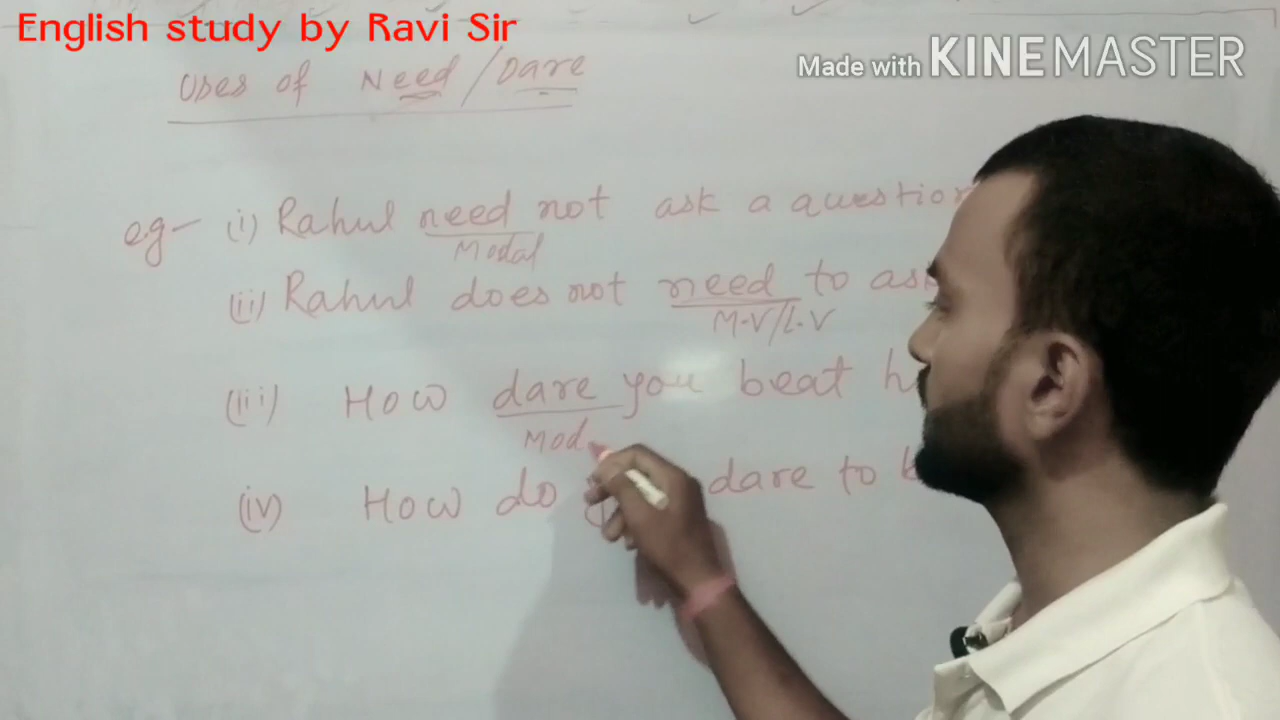 English study by Ravi Sir
Made with KINEMASTER
Uses of Need / Dare
eg- (i) Rahul need not ask a question
Modal
(ii) Rahul does not need to ask
M.V/L.V
(iii) How dare you beat
Mod
(iv) How do dare to